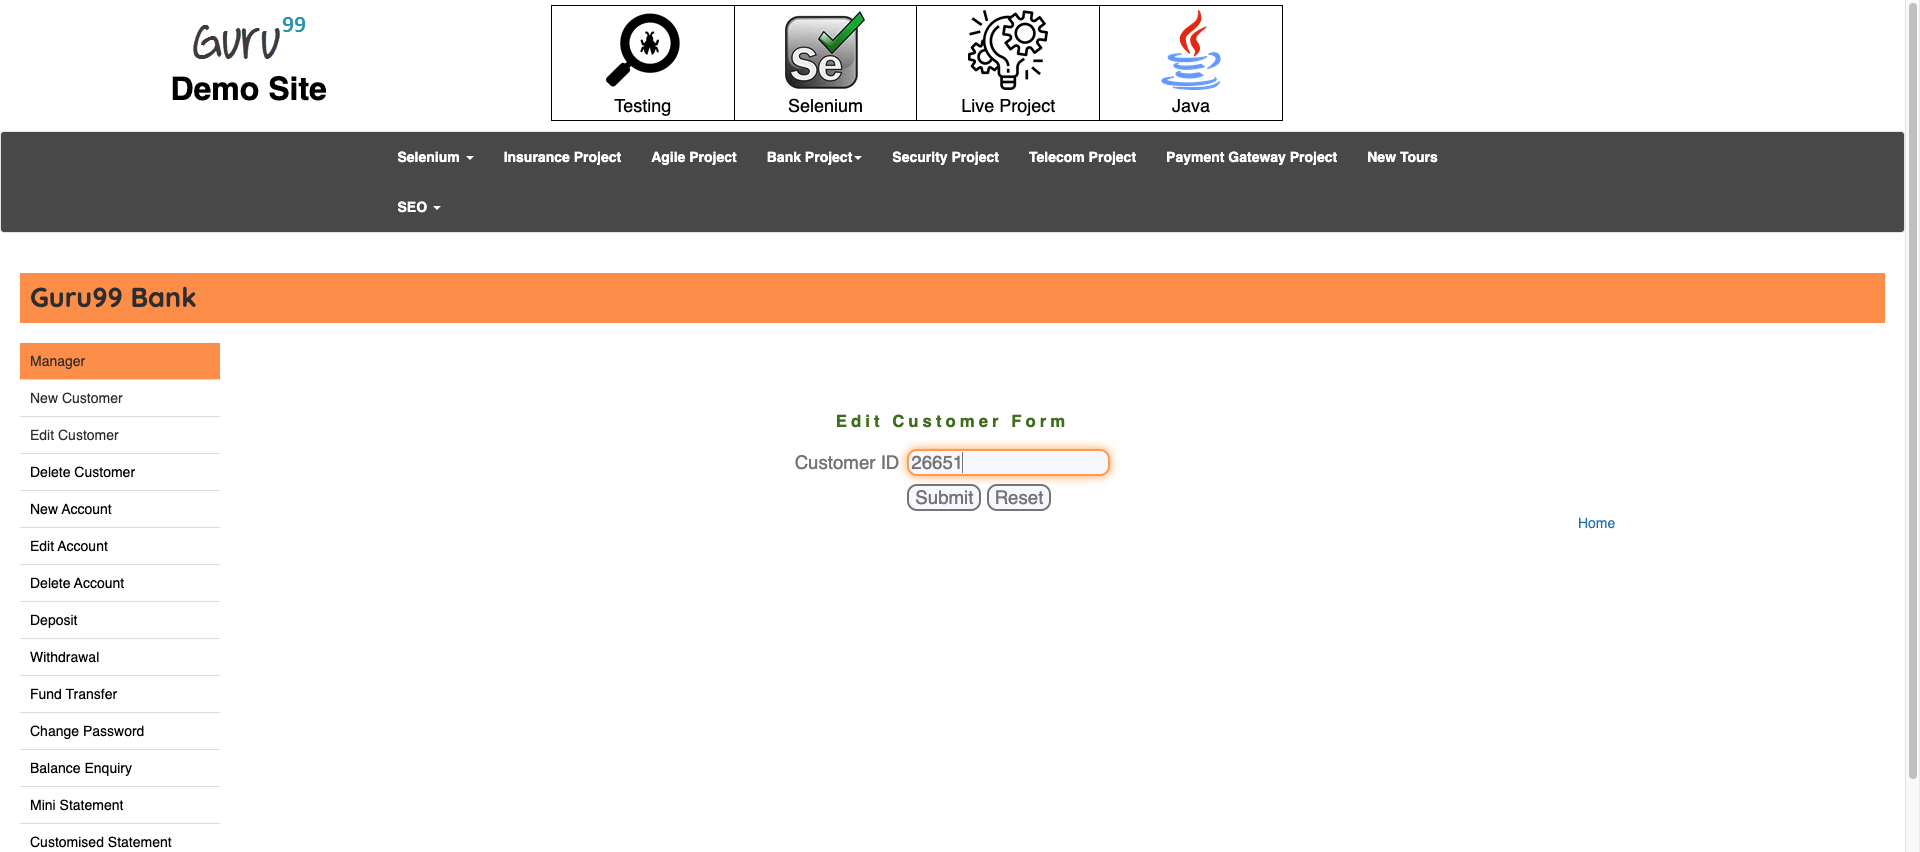 Guru99
Demo Site
Testing
Se
Selenium
Live Project
Java
Selenium
Insurance Project
Agile Project
Bank Project
Security Project
Telecom Project
Payment Gateway Project
New Tours
SEO
Guru99 Bank
Manager
New Customer
Edit Customer
Delete Customer
New Account
Edit Account
Delete Account
Deposit
Withdrawal
Fund Transfer
Change Password
Balance Enquiry
Mini Statement
Customised Statement
Edit Customer Form
Customer ID 26651
Submit Reset
Home